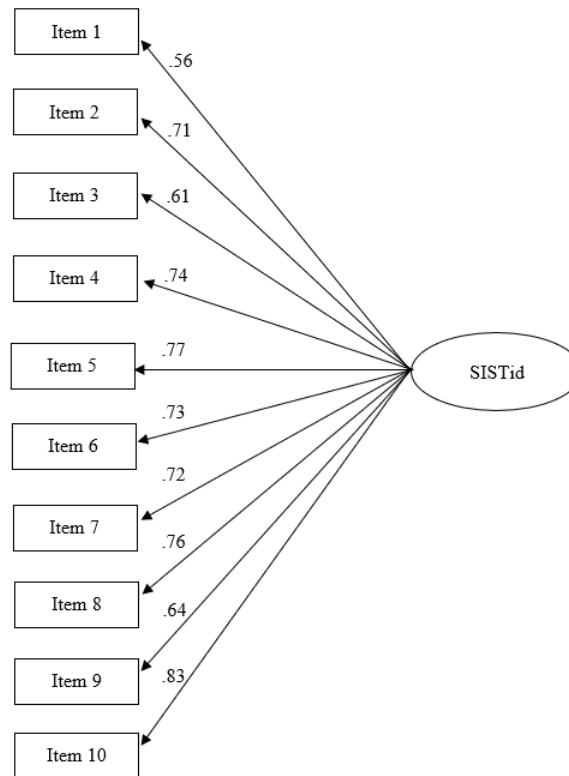 Item 1
.56
Item 2
.71
Item 3
.61
Item 4
.74
Item 5
.77
SISTid
Item 6
.73
Item 7
.72
Item 8
.76
Item 9
.64
Item 10
.83